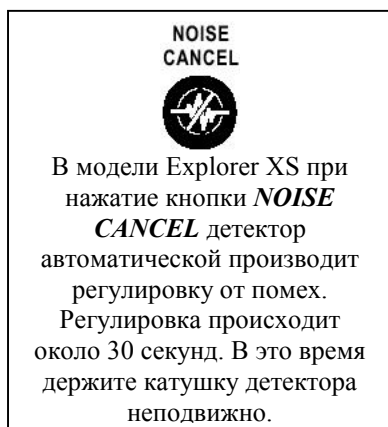 NOISE
CANCEL
В модели Explorer XS при
нажатие кнопки NOISE
CANCEL детектор
автоматической производит
регулировку от помех.
Регулировка происходит
около 30 секунд. В это время
держите катушку детектора
неподвижно.